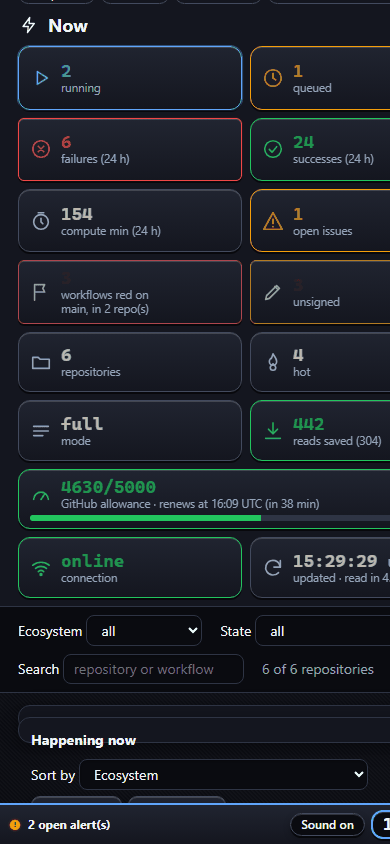 Now
2
running
1
queued
6
failures (24 h)
24
successes (24 h)
154
compute min (24 h)
1
open issues
3
workflows red on
main, in 2 repo(s)
3
unsigned
6
repositories
4
hot
full
mode
442
reads saved (304)
4630/5000
GitHub allowance · renews at 16:09 UTC (in 38 min)
online
connection
15:29:29
updated · read in 4
Ecosystem all State all
Search repository or workflow 6 of 6 repositories
Happening now
Sort by Ecosystem
2 open alert(s) Sound on 1